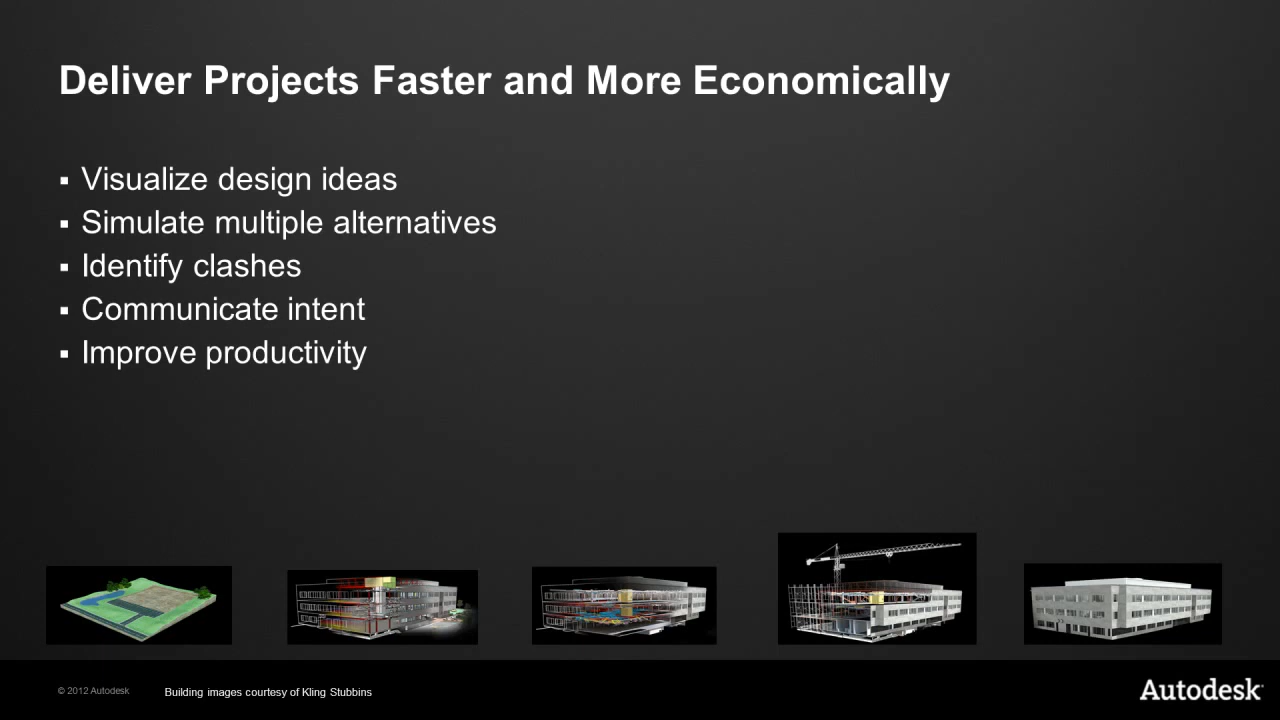 Deliver Projects Faster and More Economically
▪ Visualize design ideas
▪ Simulate multiple alternatives
▪ Identify clashes
▪ Communicate intent
▪ Improve productivity
© 2012 Autodesk
Building images courtesy of Kling Stubbins
Autodesk